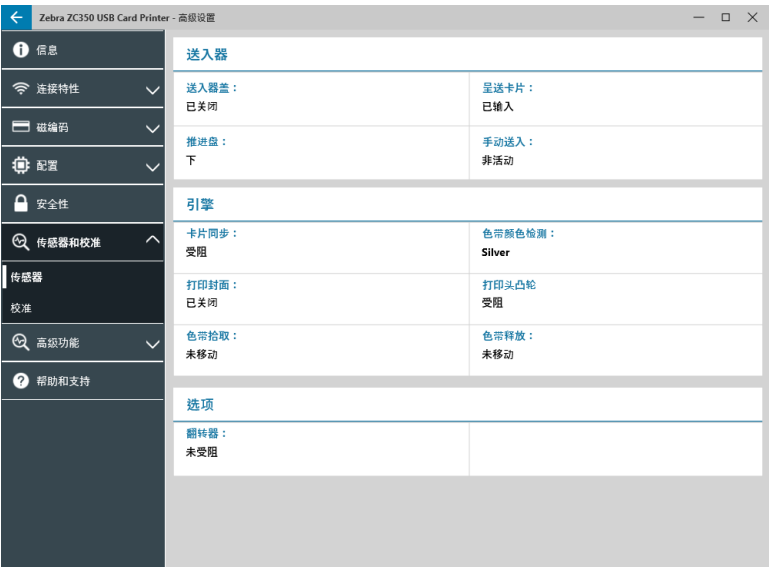 Zebra ZC350 USB Card Printer - 高级设置
信息
连接特性
磁编码
配置
安全性
传感器和校准
传感器
校准
高级功能
帮助和支持
送入器
送入器盖：
已关闭
呈送卡片：
已输入
推进盘：
下
手动送入：
非活动
引擎
卡片同步：
受阻
色带颜色检测：
Silver
打印封面：
已关闭
打印头凸轮
受阻
色带拾取：
未移动
色带释放：
未移动
选项
翻转器：
未受阻